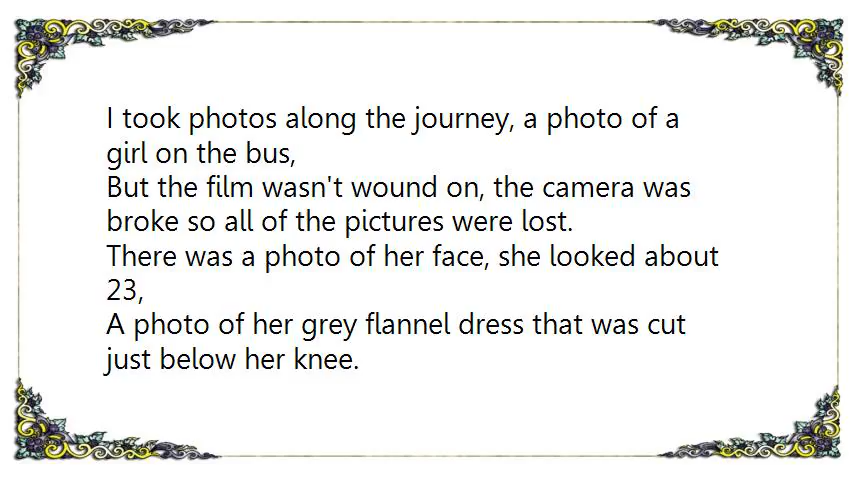 I took photos along the journey, a photo of a
girl on the bus,
But the film wasn't wound on, the camera was
broke so all of the pictures were lost.
There was a photo of her face, she looked about
23,
A photo of her grey flannel dress that was cut
just below her knee.